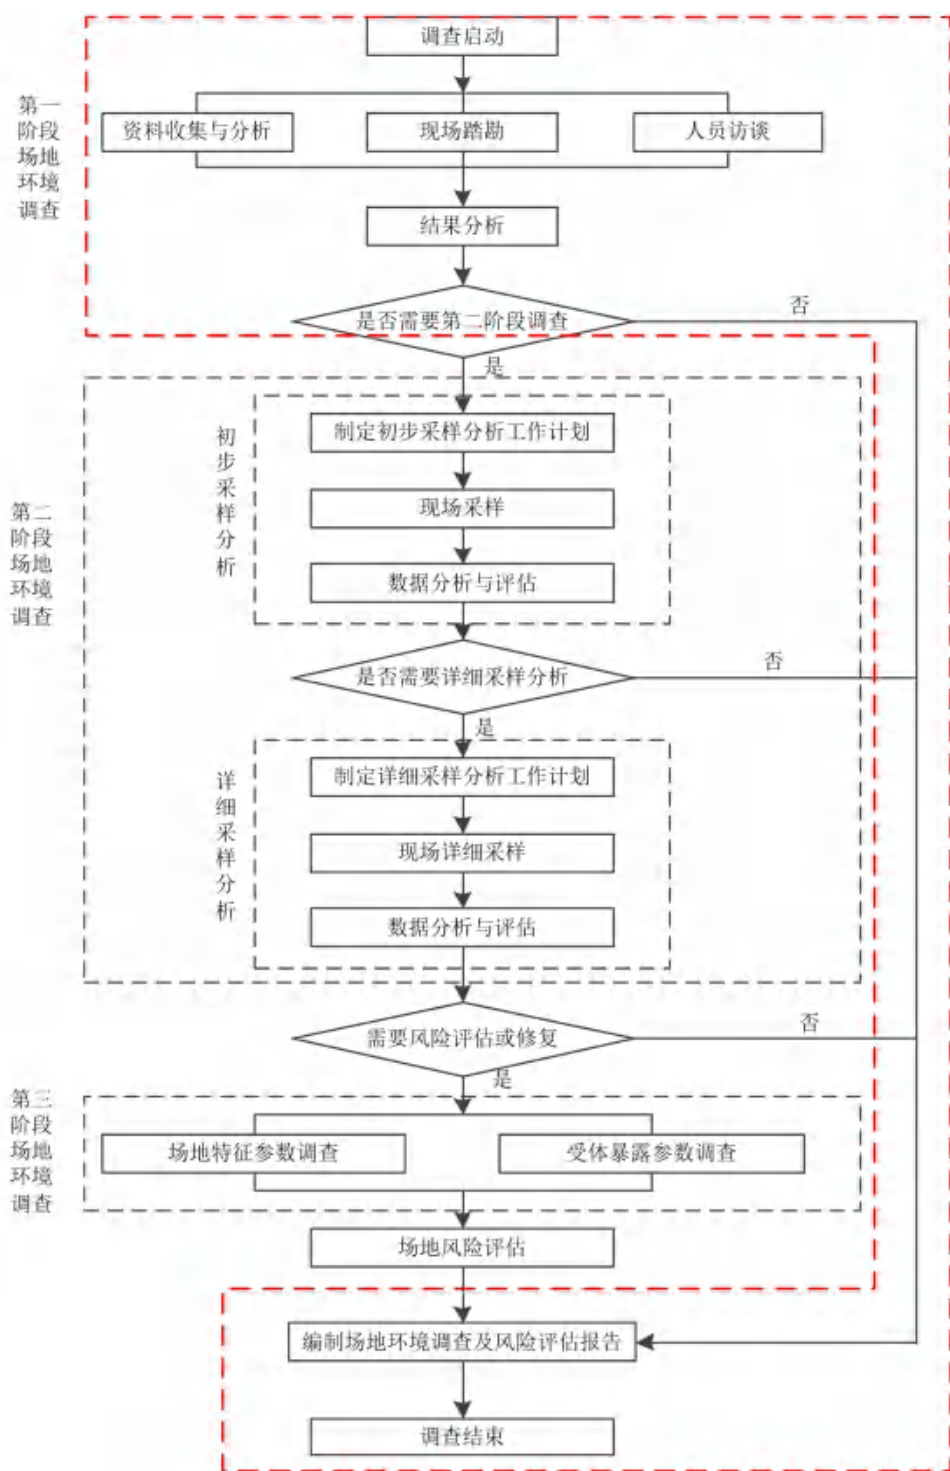 调查启动
第一
阶段
场地
环境
调查
资料收集与分析
现场踏勘
人员访谈
结果分析
是否需要第二阶段调查
否
是
第二
阶段
场地
环境
调查
初
步
采
样
分
析
制定初步采样分析工作计划
现场采样
数据分析与评估
是否需要详细采样分析
否
是
详
细
采
样
分
析
制定详细采样分析工作计划
现场详细采样
数据分析与评估
需要风险评估或修复
否
是
第三
阶段
场地
环境
调查
场地特征参数调查
受体暴露参数调查
场地风险评估
编制场地环境调查及风险评估报告
调查结束